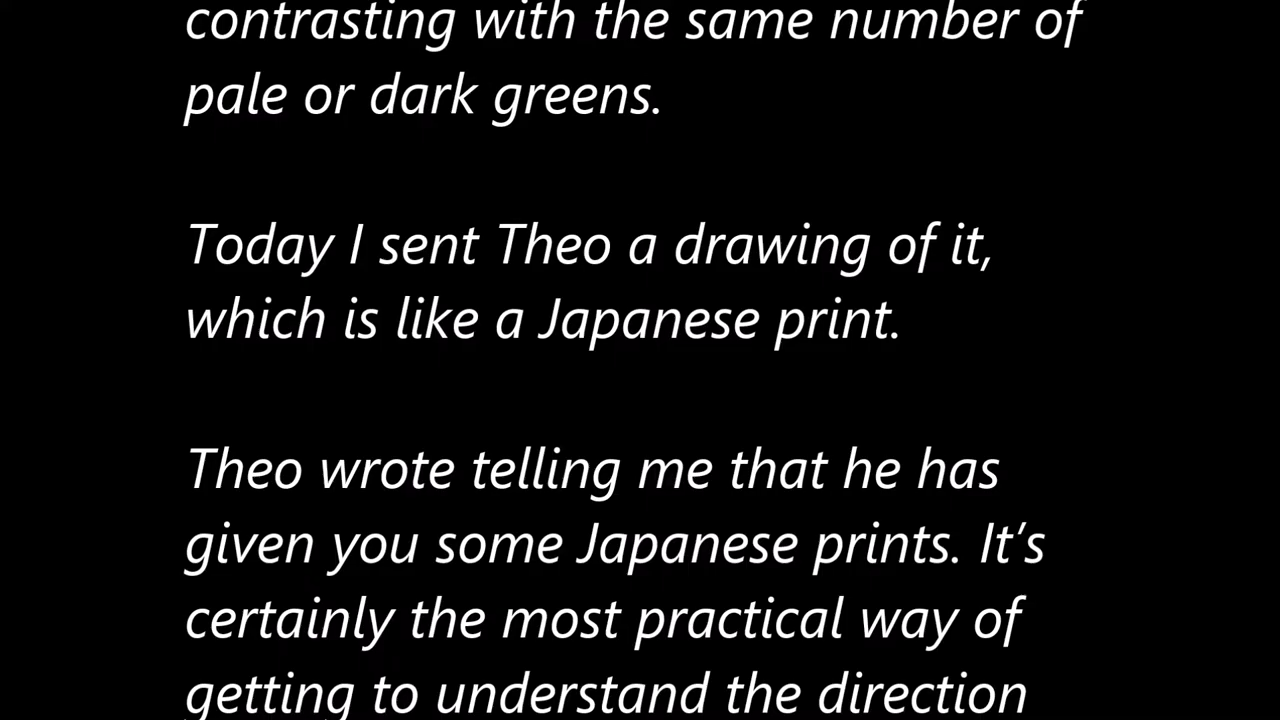 contrasting with the same number of
pale or dark greens.
Today I sent Theo a drawing of it,
which is like a Japanese print.
Theo wrote telling me that he has
given you some Japanese prints. It’s
certainly the most practical way of
getting to understand the direction